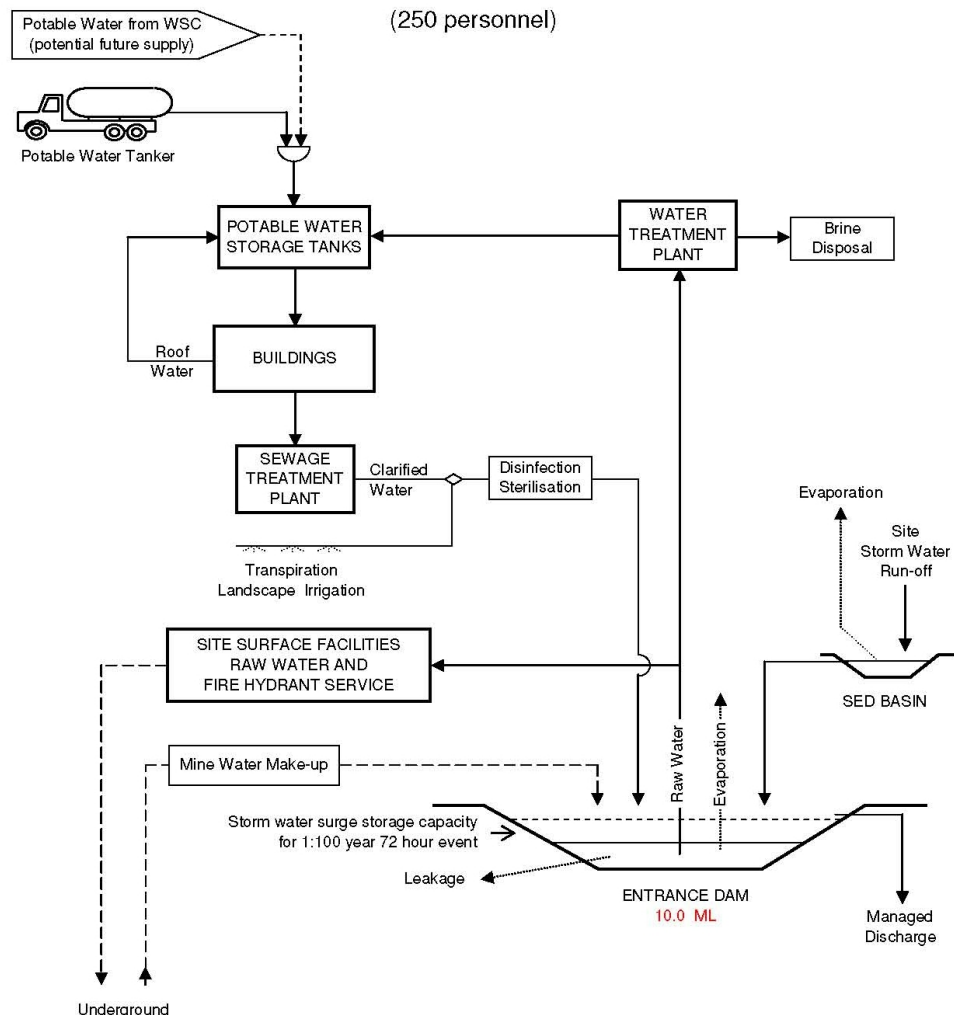 (250 personnel)
Potable Water from WSC
(potential future supply)
Potable Water Tanker
POTABLE WATER
STORAGE TANKS
WATER
TREATMENT
PLANT
Brine
Disposal
Roof
Water
BUILDINGS
SEWAGE
TREATMENT
PLANT
Clarified
Water
Disinfection
Sterilisation
Transpiration
Landscape Irrigation
Evaporation
Site
Storm Water
Run-off
SED BASIN
SITE SURFACE FACILITIES
RAW WATER AND
FIRE HYDRANT SERVICE
Mine Water Make-up
Raw Water
Evaporation
Storm water surge storage capacity
for 1:100 year 72 hour event
Leakage
ENTRANCE DAM
10.0 ML
Managed
Discharge
Underground